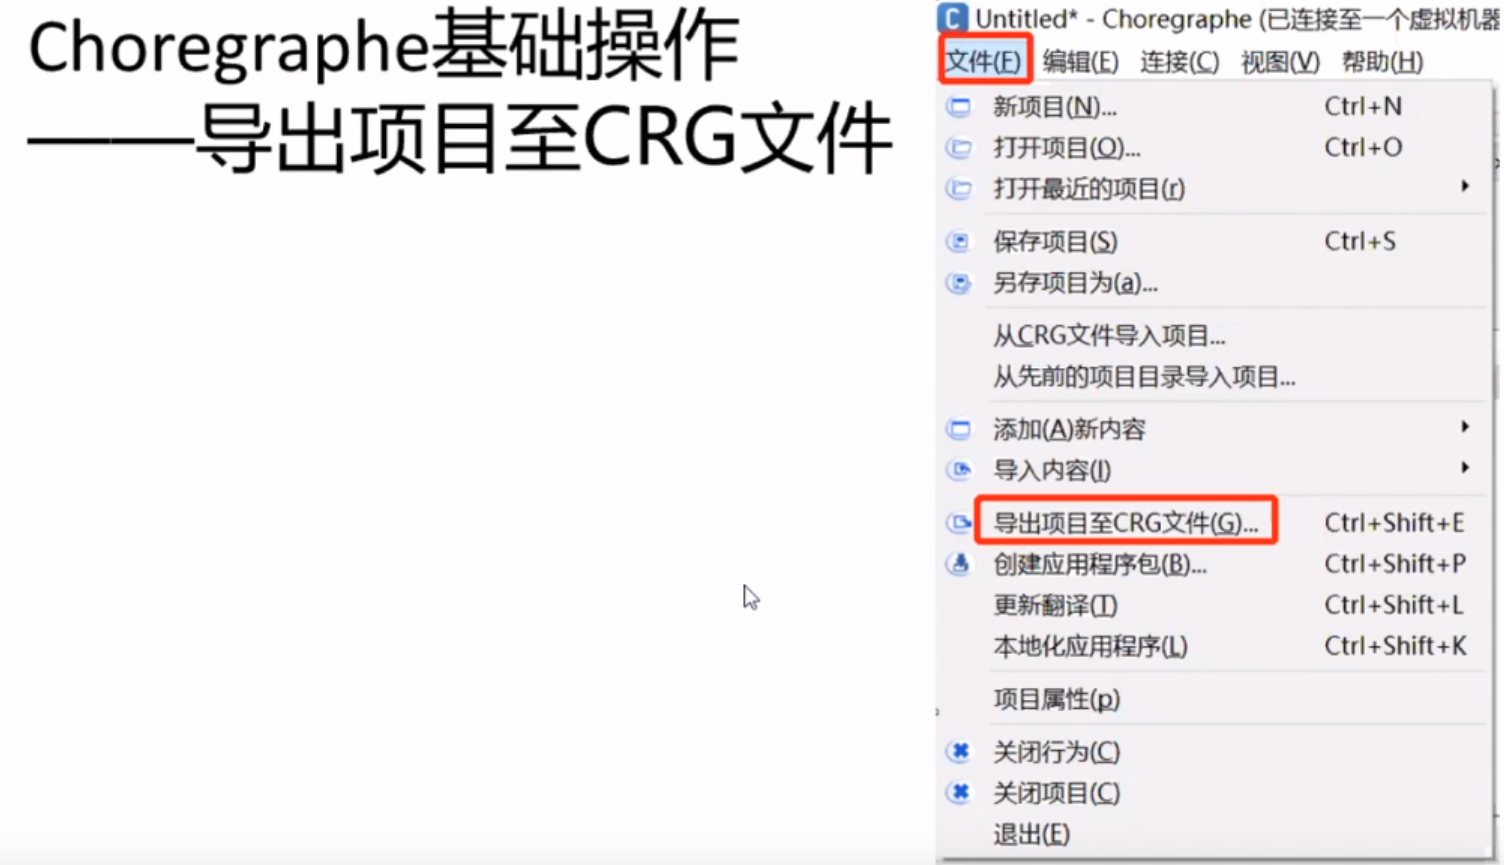 Choregraphe基础操作
——导出项目至CRG文件
Untitled* - Choregraphe (已连接至一个虚拟机器
文件(F) 编辑(E) 连接(C) 视图(V) 帮助(H)
新项目(N)... Ctrl+N
打开项目(O)... Ctrl+O
打开最近的项目(r)
保存项目(S) Ctrl+S
另存项目为(a)...
从CRG文件导入项目...
从先前的项目目录导入项目...
添加(A)新内容
导入内容(I)
导出项目至CRG文件(G)... Ctrl+Shift+E
创建应用程序包(B)... Ctrl+Shift+P
更新翻译(T) Ctrl+Shift+L
本地化应用程序(L) Ctrl+Shift+K
项目属性(p)
关闭行为(C)
关闭项目(C)
退出(E)